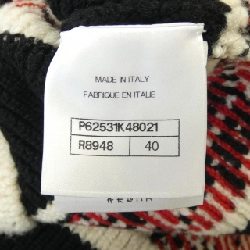 MADE IN ITALY
FABRIQUE EN ITALIE
P62531K48021
R8948 40